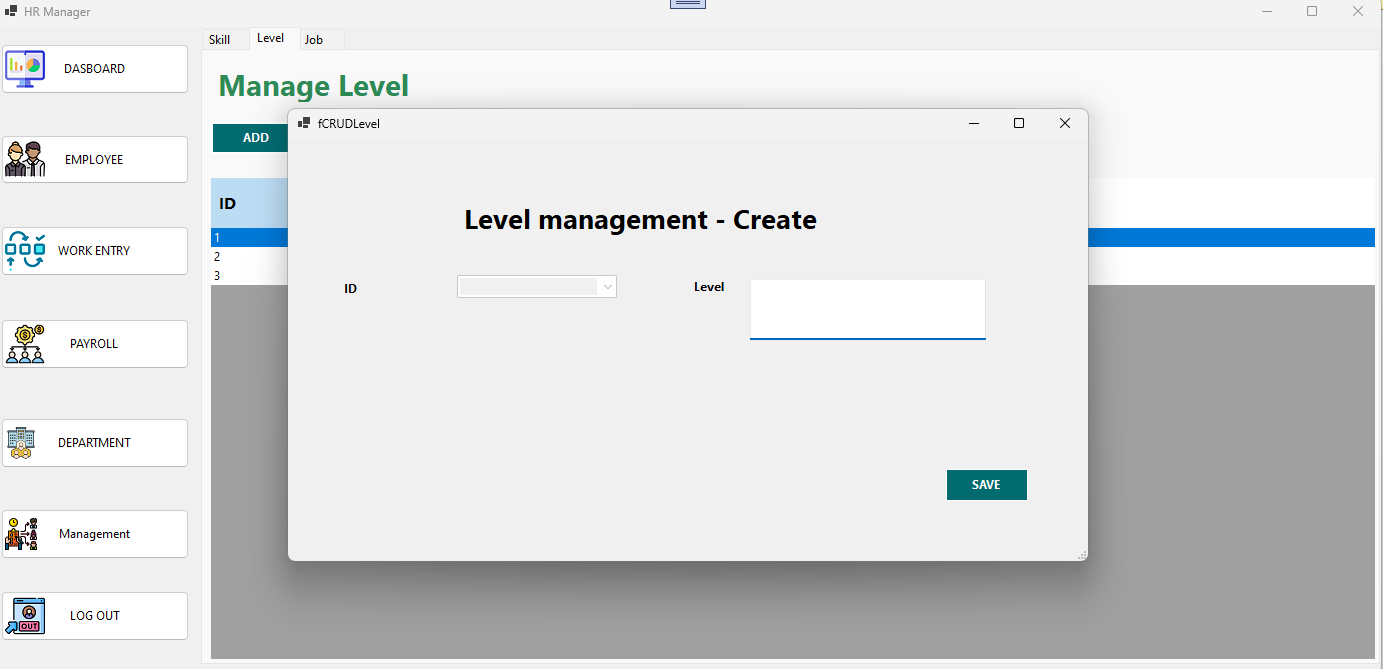 HR Manager
Skill
Level
Job
DASBOARD
EMPLOYEE
WORK ENTRY
PAYROLL
DEPARTMENT
Management
LOG OUT
OUT
Manage Level
ADD
ID
1
2
3
fCRUDLevel
Level management - Create
ID
Level
SAVE